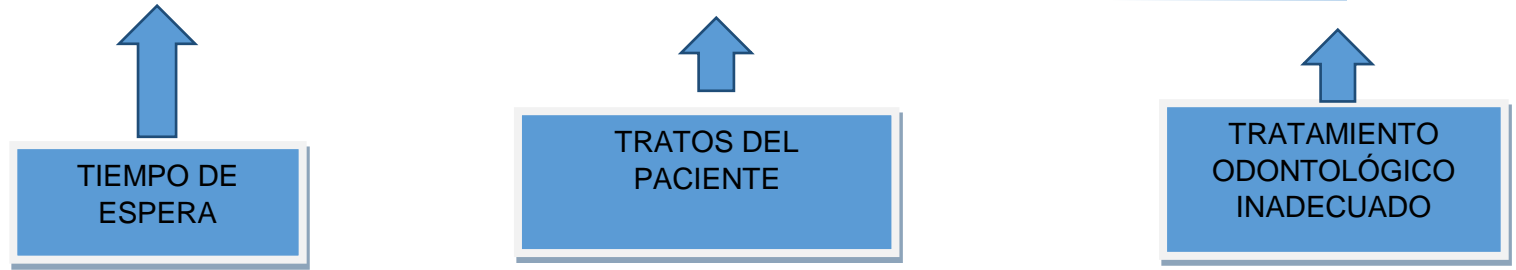 TIEMPO DE
ESPERA
TRATOS DEL
PACIENTE
TRATAMIENTO
ODONTOLÓGICO
INADECUADO